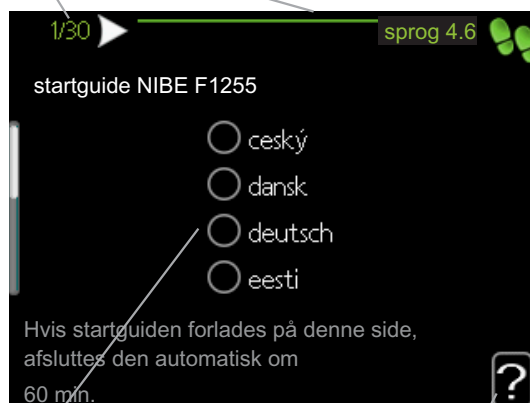 1/30
sprog 4.6
startguide NIBE F1255
ceský
dansk
deutsch
eesti
Hvis startguiden forlades på denne side,
afsluttes den automatisk om
60 min.
?